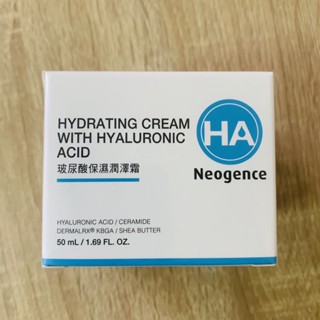 HYDRATING CREAM
WITH HYALURONIC
ACID
玻尿酸保濕潤澤霜
HA
Neogence
HYALURONIC ACID / CERAMIDE
DERMALRX® KBGA / SHEA BUTTER
50 mL / 1.69 FL. OZ.